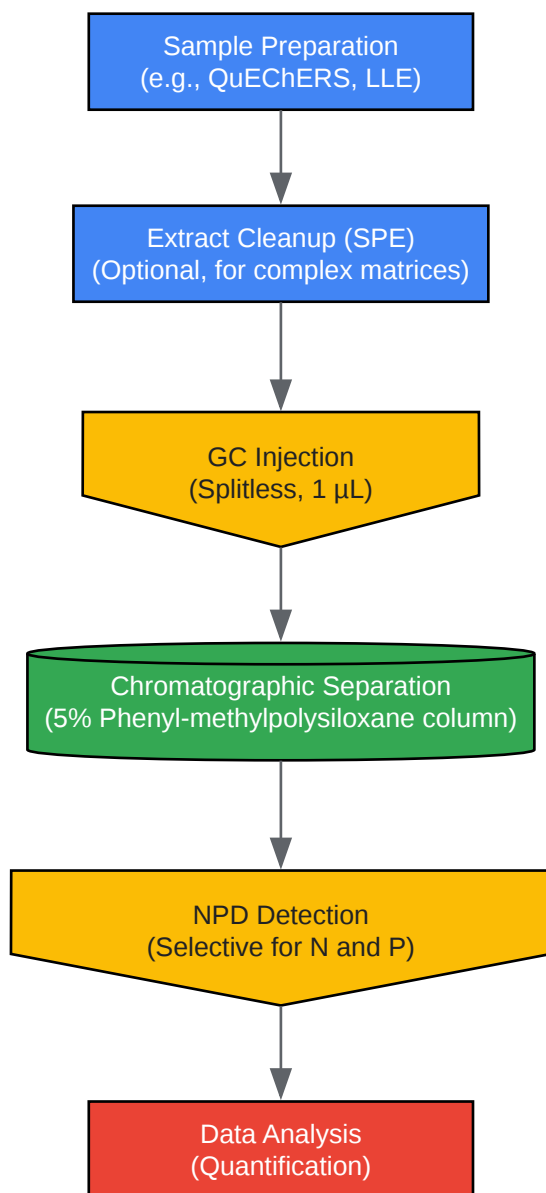 Sample Preparation
(e.g., QuEChERS, LLE)
Extract Cleanup (SPE)
(Optional, for complex matrices)
GC Injection
(Splitless, 1 µL)
Chromatographic Separation
(5% Phenyl-methylpolysiloxane column)
NPD Detection
(Selective for N and P)
Data Analysis
(Quantification)